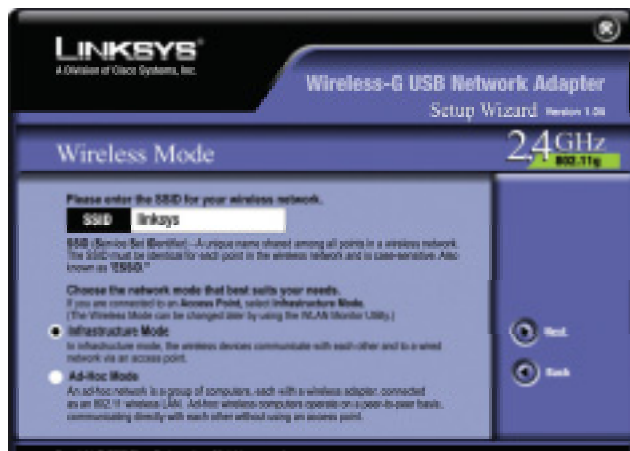 LINKSYS®
A Division of Cisco Systems, Inc.
Wireless-G USB Network Adapter
Setup Wizard Version 1.06
Wireless Mode
2,4GHz
802.11g
Please enter the SSID for your wireless network.
SSID linksys
SSID (Service Set Identifier) - A unique name shared among all points in a wireless network.
The SSID must be identical for each point in the wireless network and is case-sensitive. Also
known as "ESSID."
Choose the network mode that best suits your needs.
If you are connected to an Access Point, select Infrastructure Mode.
(The Wireless Mode can be changed later by using the WLAN Monitor Utility.)
Infrastructure Mode
In infrastructure mode, the wireless devices communicate with each other and to a wired
network via an access point.
Ad-Hoc Mode
An ad-hoc network is a group of computers, each with a wireless adapter, connected
as an 802.11 wireless LAN. Ad-hoc wireless computers operate on a peer-to-peer basis,
communicating directly with each other without using an access point.
Next
Back